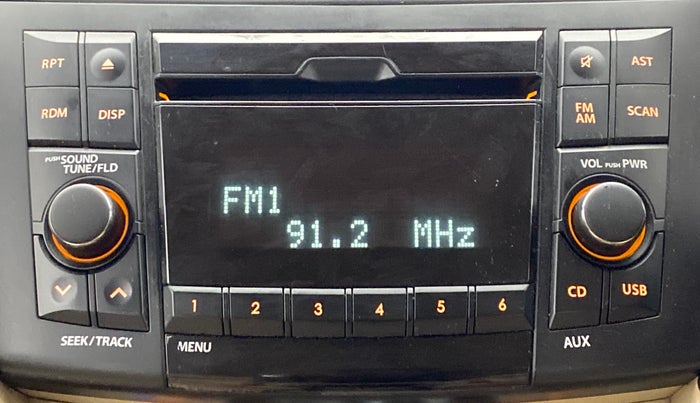 RPT
RDM DISP
PUSH SOUND
TUNE/FLD
SEEK/TRACK
FM1
91.2 MHz
1 2 3 4 5 6
MENU
AST
FM
AM
SCAN
VOL PUSH PWR
CD USB
AUX